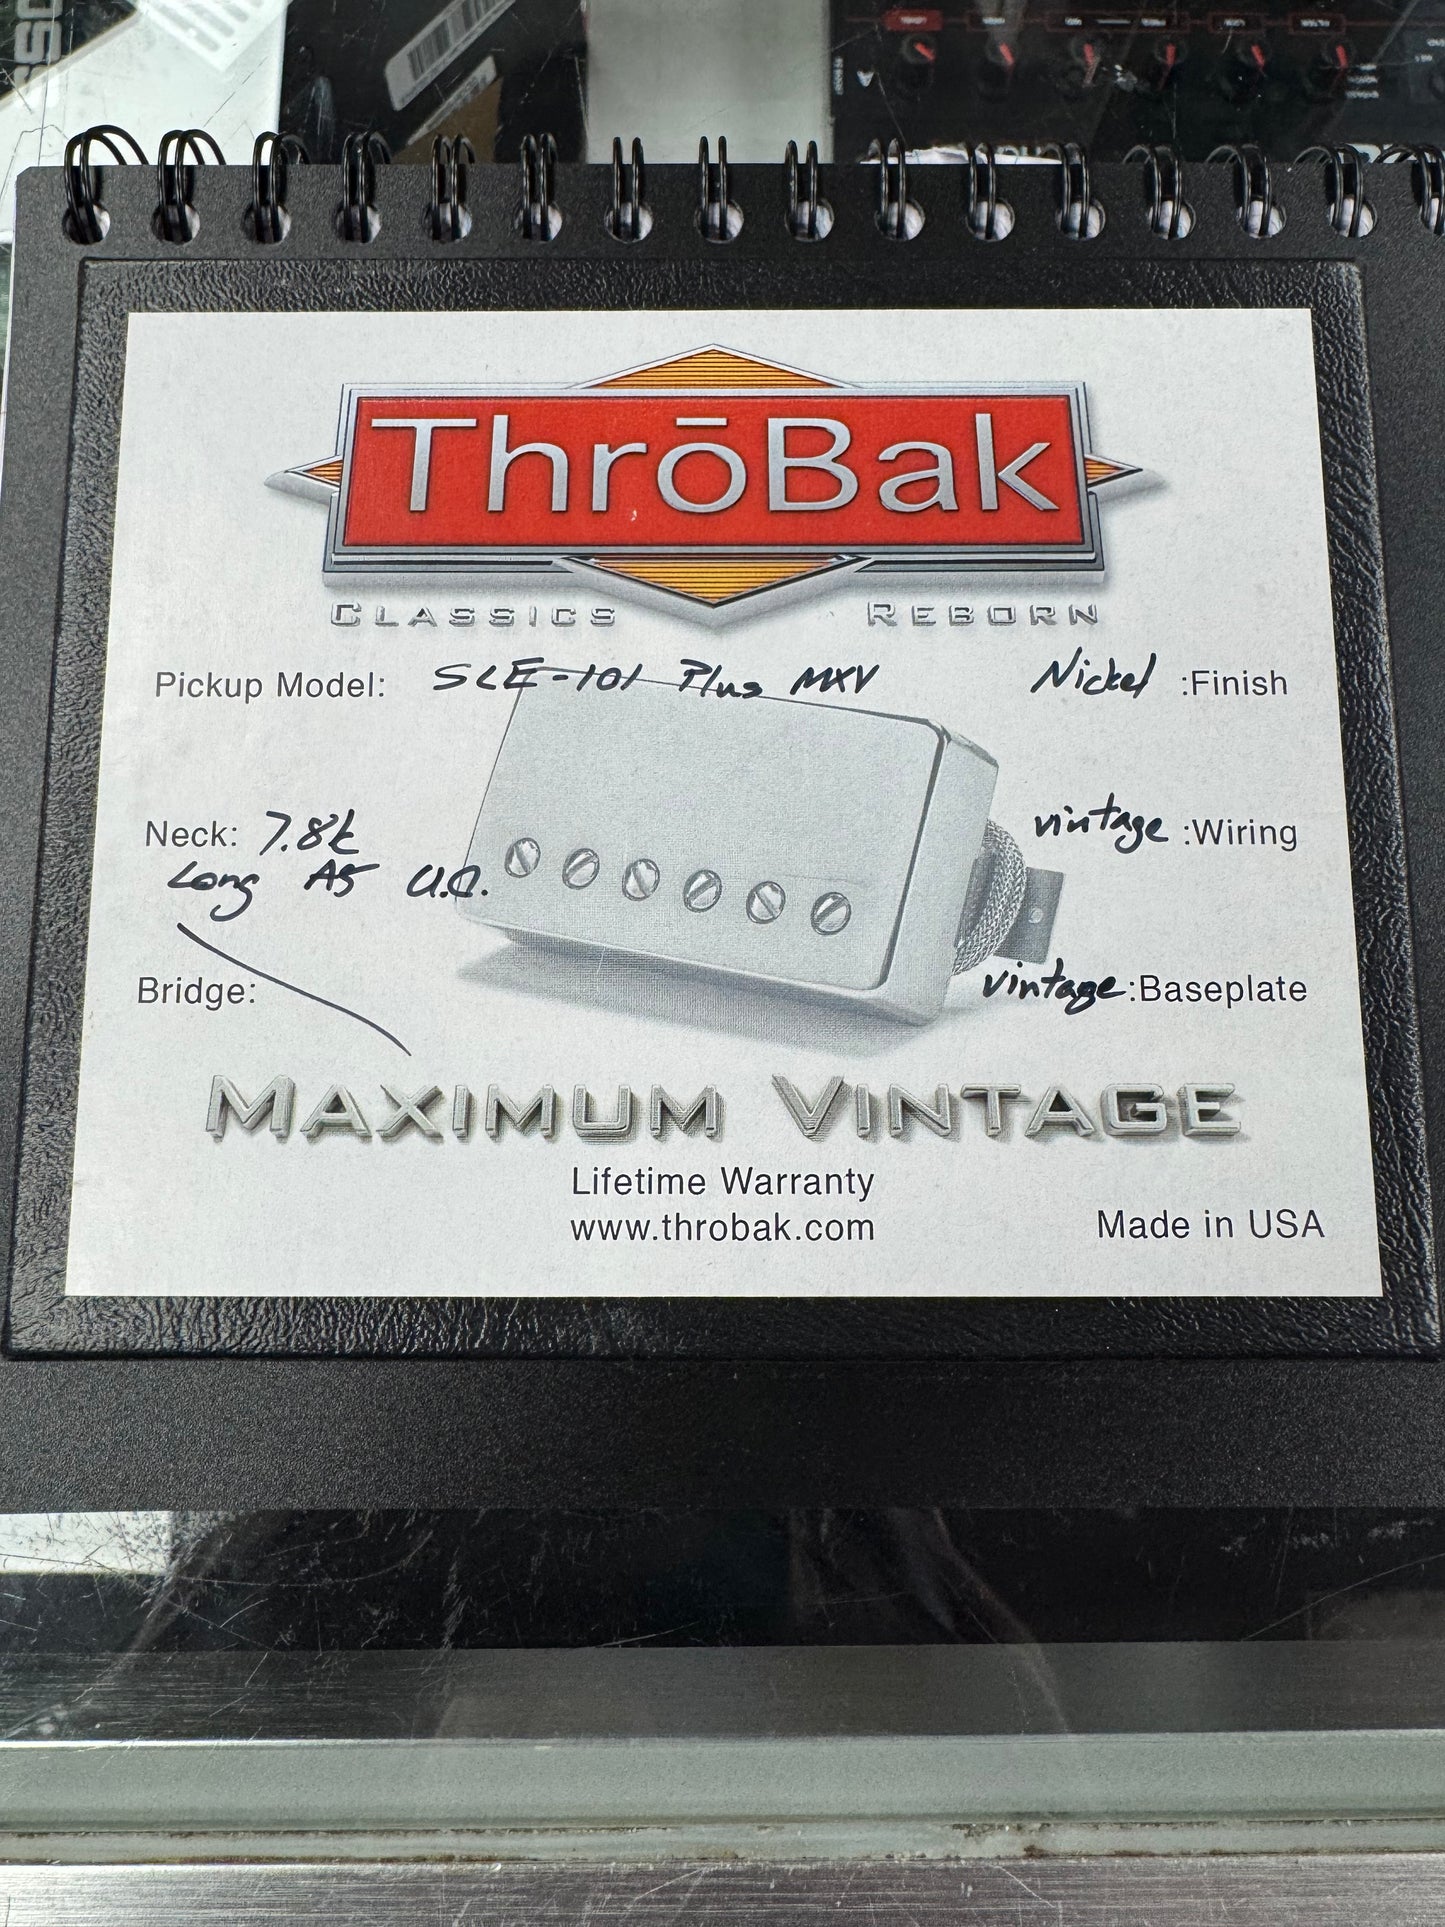 ThrōBak
CLASSICS REBORN
Pickup Model: SLE-101 Plus MXV Nickel :Finish
Neck: 7.8k vintage :Wiring
Long A5 U.C.
Bridge: vintage :Baseplate
MAXIMUM VINTAGE
Lifetime Warranty
www.throbak.com Made in USA